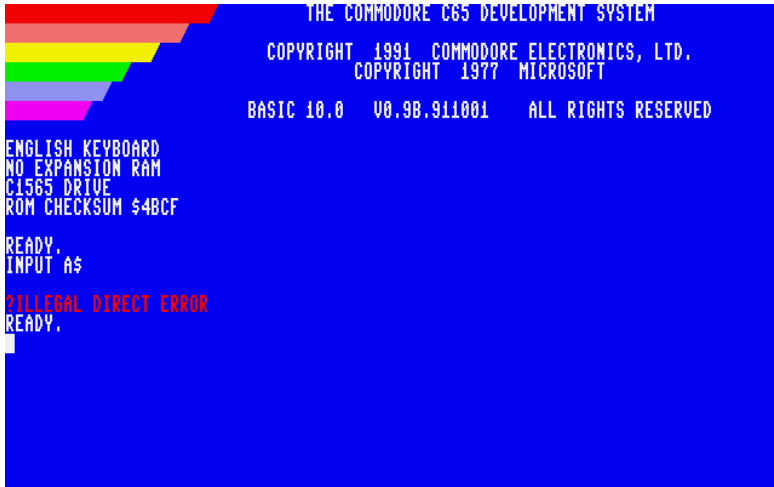 THE COMMODORE C65 DEVELOPMENT SYSTEM
COPYRIGHT 1991 COMMODORE ELECTRONICS, LTD.
COPYRIGHT 1977 MICROSOFT
BASIC 10.0 V0.9B.911001 ALL RIGHTS RESERVED
ENGLISH KEYBOARD
NO EXPANSION RAM
C1565 DRIVE
ROM CHECKSUM $4BCF
READY.
INPUT A$
?ILLEGAL DIRECT ERROR
READY.